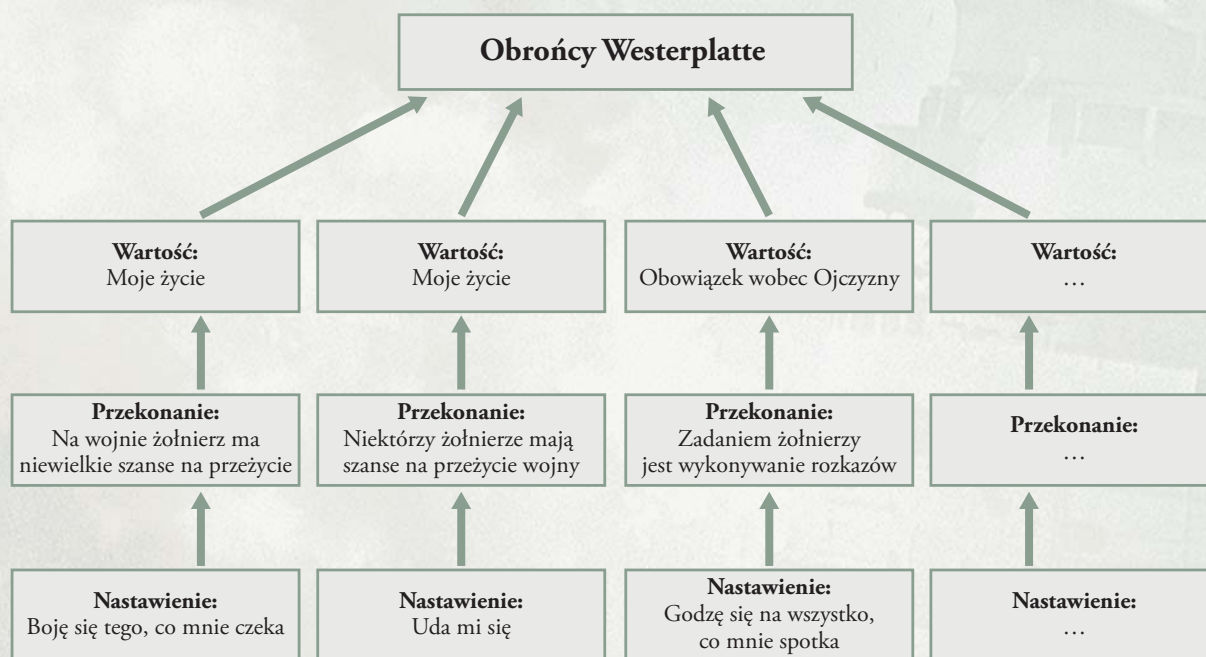 Obrońcy Westerplatte
Wartość:
Moje życie
Wartość:
Moje życie
Wartość:
Obowiązek wobec Ojczyzny
Wartość:
…
Przekonanie:
Na wojnie żołnierz ma
niewielkie szanse na przeżycie
Przekonanie:
Niektórzy żołnierze mają
szanse na przeżycie wojny
Przekonanie:
Zadaniem żołnierzy
jest wykonywanie rozkazów
Przekonanie:
…
Nastawienie:
Boję się tego, co mnie czeka
Nastawienie:
Uda mi się
Nastawienie:
Godzę się na wszystko,
co mnie spotka
Nastawienie:
…